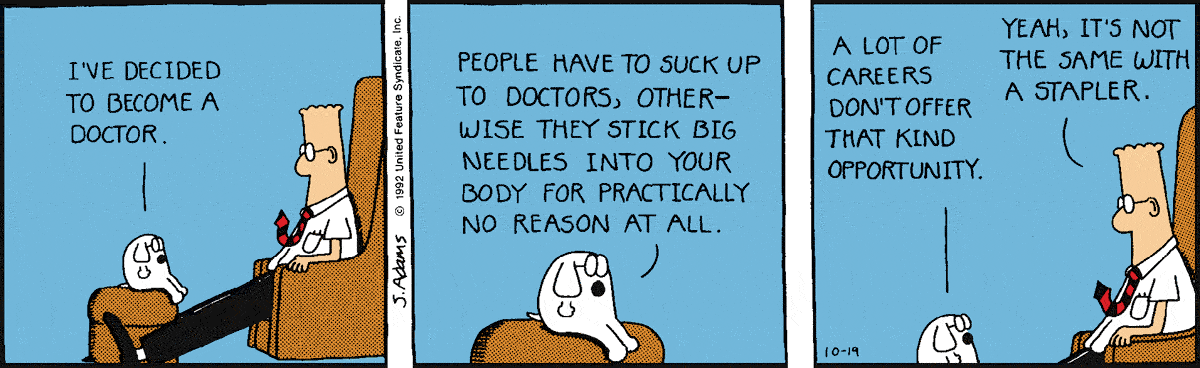 I'VE DECIDED
TO BECOME A
DOCTOR.
© 1992 United Feature Syndicate, Inc.
S. Adams
PEOPLE HAVE TO SUCK UP
TO DOCTORS, OTHER-
WISE THEY STICK BIG
NEEDLES INTO YOUR
BODY FOR PRACTICALLY
NO REASON AT ALL.
A LOT OF
CAREERS
DON'T OFFER
THAT KIND
OPPORTUNITY.
YEAH, IT'S NOT
THE SAME WITH
A STAPLER.
10-19